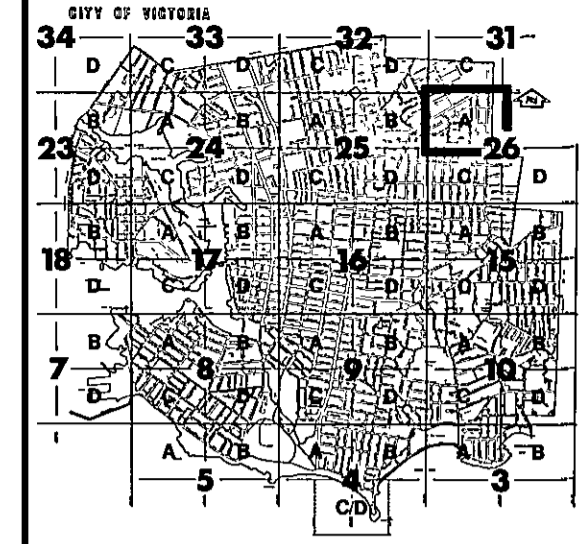 CITY OF VICTORIA
34 33 32 31
D C D C D C
B A B A B A
23 24 25 26
D C D C D C D
B A B A B A B
18 17 16 15
D C D C D D D
B A B A B A B
7 8 9 10
D C D C D C D
A B A B A B
5 4 3
C/D